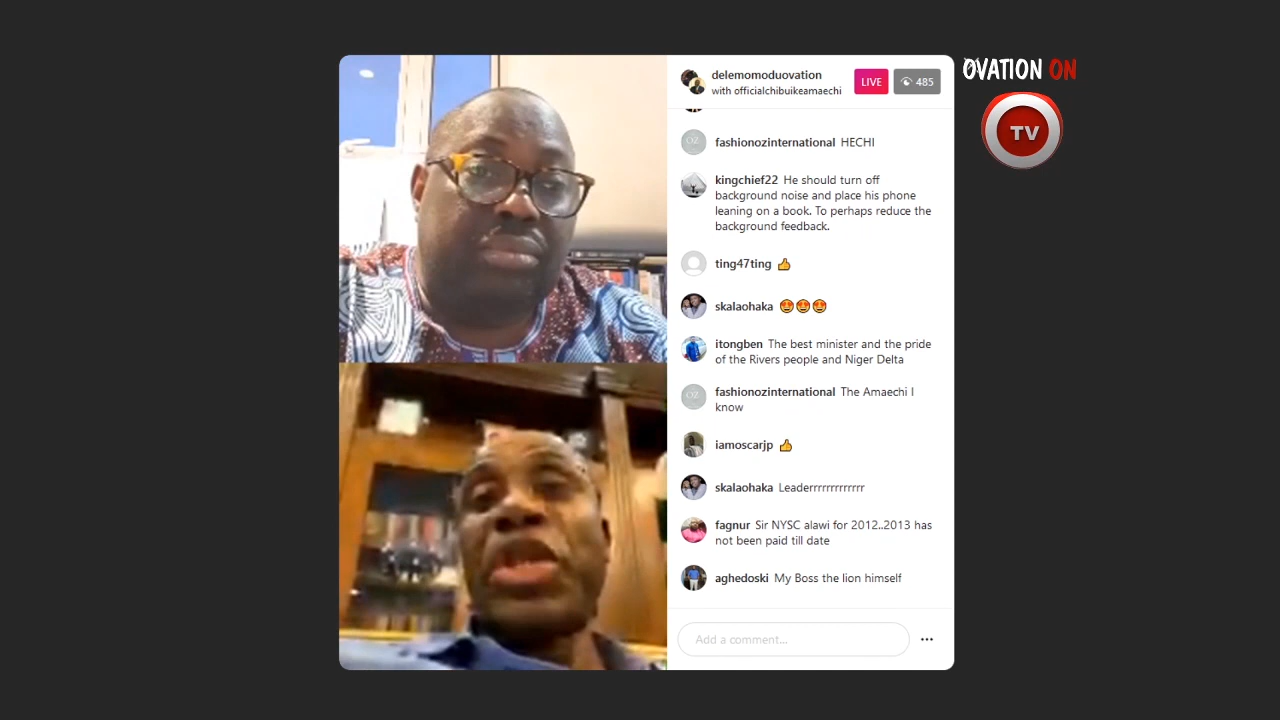 delemomoduovation
with officialchibuikeamaechi
LIVE
485
OVATION ON
TV
fashionozinternational HECHI
kingchief22 He should turn off
background noise and place his phone
leaning on a book. To perhaps reduce the
background feedback.
ting47ting 👍
skalaohaka 😍😍😍
itongben The best minister and the pride
of the Rivers people and Niger Delta
fashionozinternational The Amaechi I
know
iamoscarjp 👍
skalaohaka Leaderrrrrrrrrrrrr
fagnur Sir NYSC alawi for 2012..2013 has
not been paid till date
aghedoski My Boss the lion himself
Add a comment...